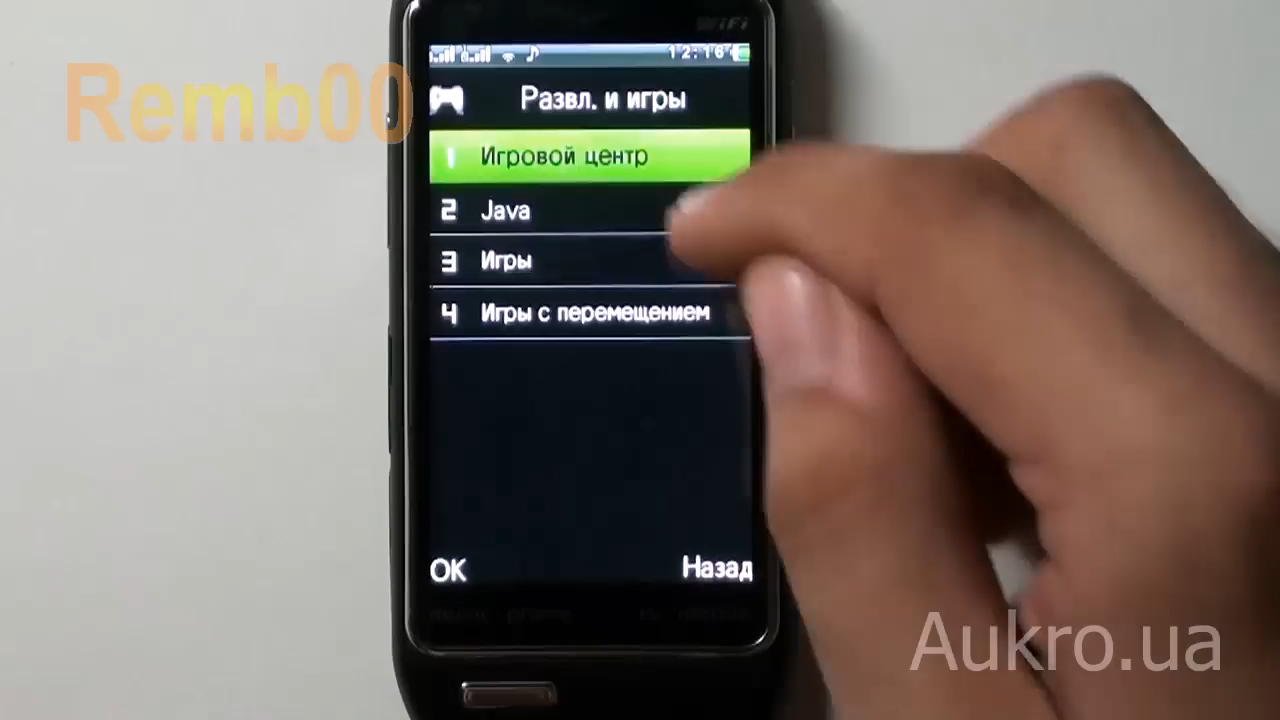 WiFi
12:16
Remb00
Развл. и игры
1 Игровой центр
2 Java
3 Игры
4 Игры с перемещением
OK
Назад
Aukro.ua